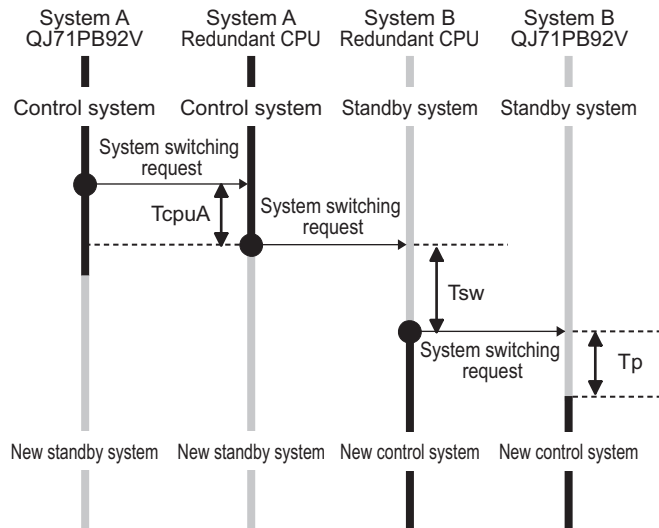 System A
QJ71PB92V
System A
Redundant CPU
System B
Redundant CPU
System B
QJ71PB92V
Control system
Control system
Standby system
Standby system
System switching
request
TcpuA
System switching
request
Tsw
System switching
request
Tp
New standby system
New standby system
New control system
New control system